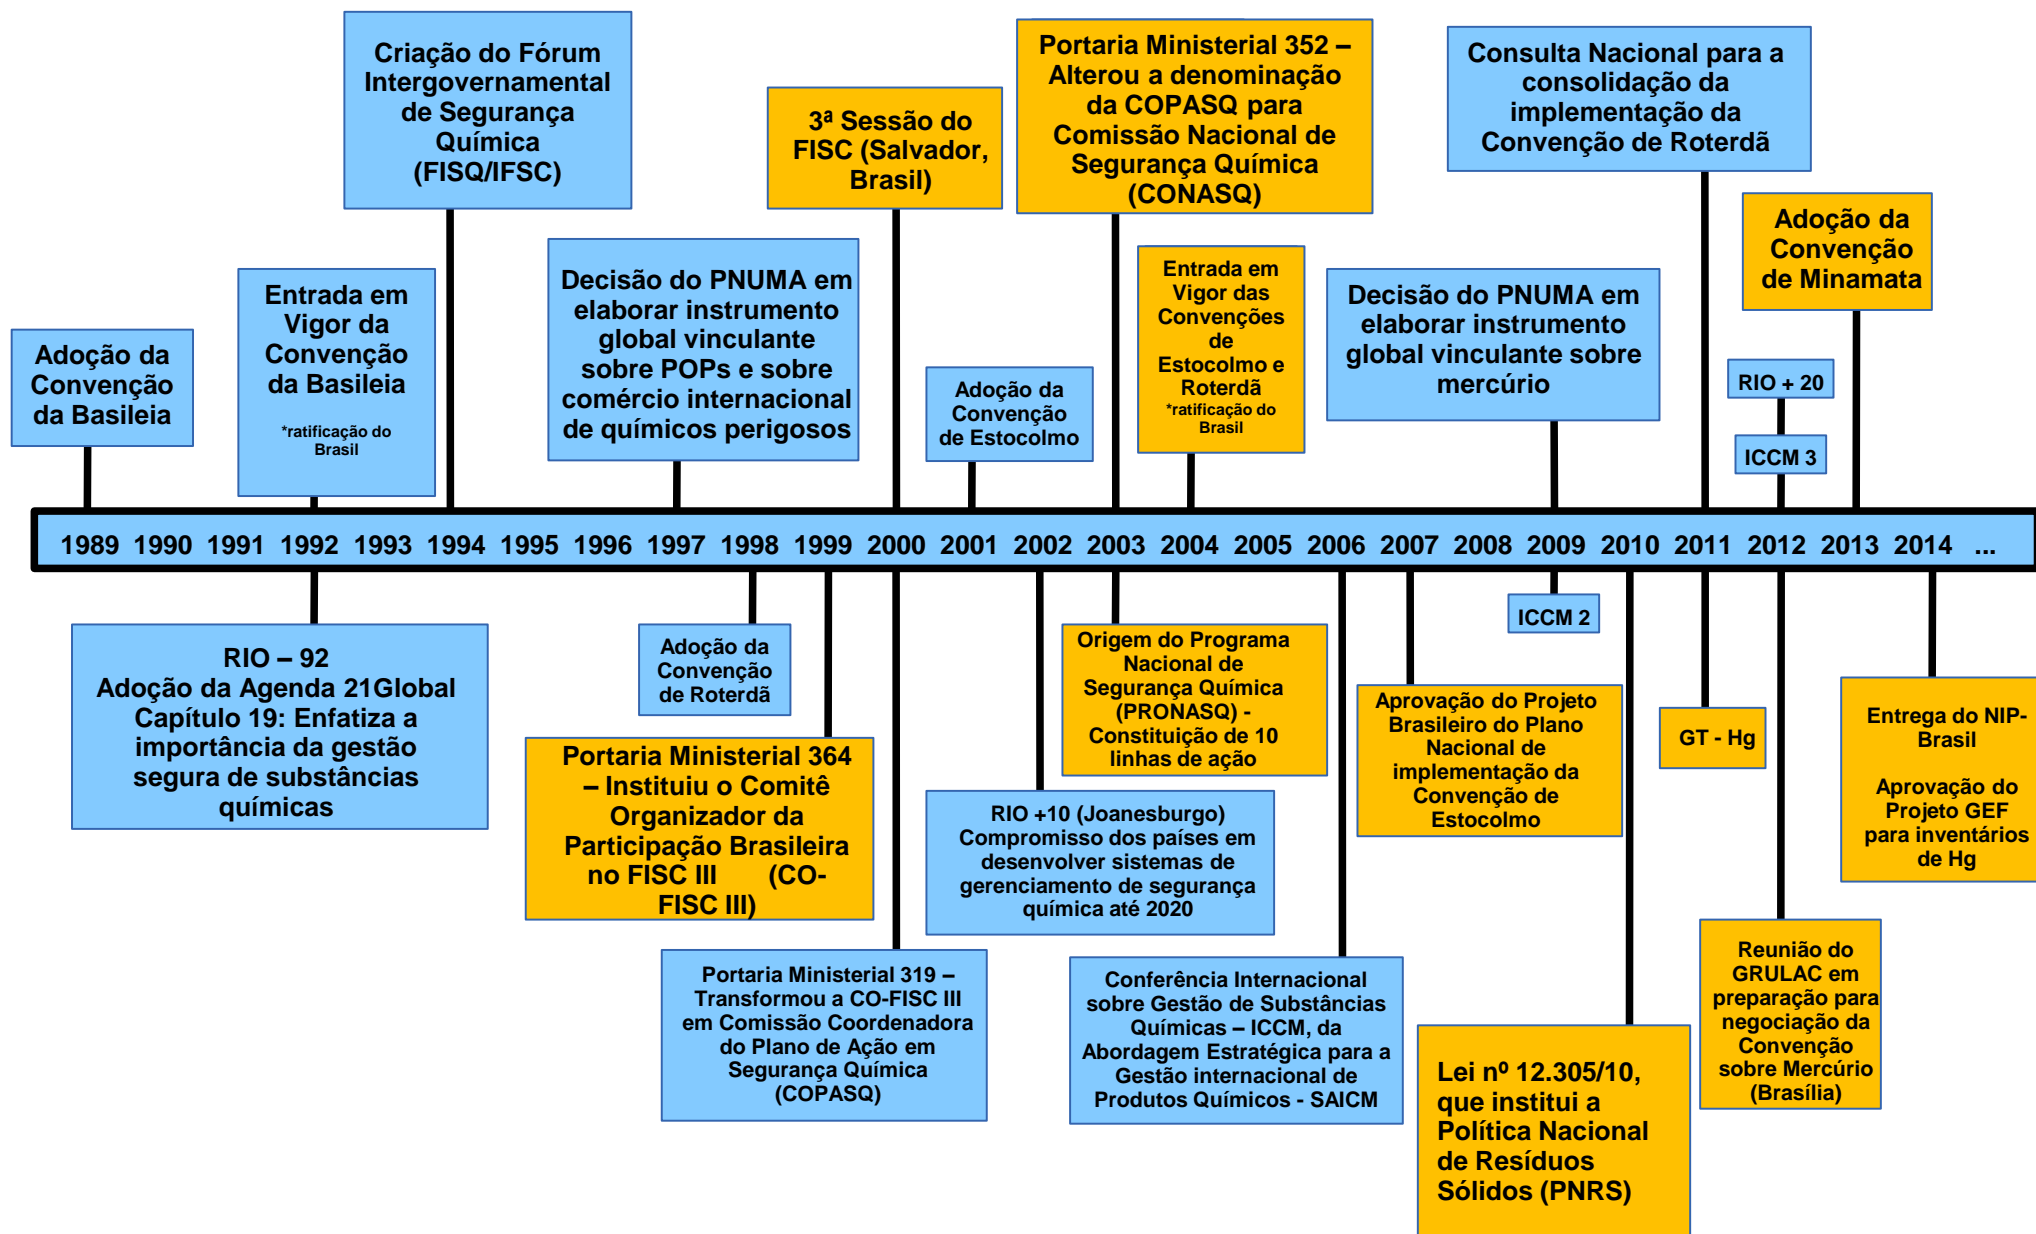 Criação do Fórum
Intergovernamental
de Segurança
Química
(FISQ/IFSC)
3ª Sessão do
FISC (Salvador,
Brasil)
Portaria Ministerial 352 –
Alterou a denominação
da COPASQ para
Comissão Nacional de
Segurança Química
(CONASQ)
Consulta Nacional para a
consolidação da
implementação da
Convenção de Roterdã
Adoção da
Convenção
de Minamata
Adoção da
Convenção
da Basileia
Entrada em
Vigor da
Convenção
da Basileia
*ratificação do
Brasil
Decisão do PNUMA em
elaborar instrumento
global vinculante
sobre POPs e sobre
comércio internacional
de químicos perigosos
Adoção da
Convenção
de Estocolmo
Entrada em
Vigor das
Convenções
de
Estocolmo e
Roterdã
*ratificação do
Brasil
Decisão do PNUMA em
elaborar instrumento
global vinculante sobre
mercúrio
RIO + 20
ICCM 3
1989 1990 1991 1992 1993 1994 1995 1996 1997 1998 1999 2000 2001 2002 2003 2004 2005 2006 2007 2008 2009 2010 2011 2012 2013 2014 ...
RIO – 92
Adoção da Agenda 21Global
Capítulo 19: Enfatiza a
importância da gestão
segura de substâncias
químicas
Adoção da
Convenção
de Roterdã
Portaria Ministerial 364
– Instituiu o Comitê
Organizador da
Participação Brasileira
no FISC III (CO-
FISC III)
Portaria Ministerial 319 –
Transformou a CO-FISC III
em Comissão Coordenadora
do Plano de Ação em
Segurança Química
(COPASQ)
RIO +10 (Joanesburgo)
Compromisso dos países em
desenvolver sistemas de
gerenciamento de segurança
química até 2020
Origem do Programa
Nacional de
Segurança Química
(PRONASQ) -
Constituição de 10
linhas de ação
Conferência Internacional
sobre Gestão de Substâncias
Químicas – ICCM, da
Abordagem Estratégica para a
Gestão internacional de
Produtos Químicos - SAICM
Aprovação do Projeto
Brasileiro do Plano
Nacional de
implementação da
Convenção de
Estocolmo
ICCM 2
Lei nº 12.305/10,
que institui a
Política Nacional
de Resíduos
Sólidos (PNRS)
GT - Hg
Reunião do
GRULAC em
preparação para
negociação da
Convenção
sobre Mercúrio
(Brasília)
Entrega do NIP-
Brasil
Aprovação do
Projeto GEF
para inventários
de Hg